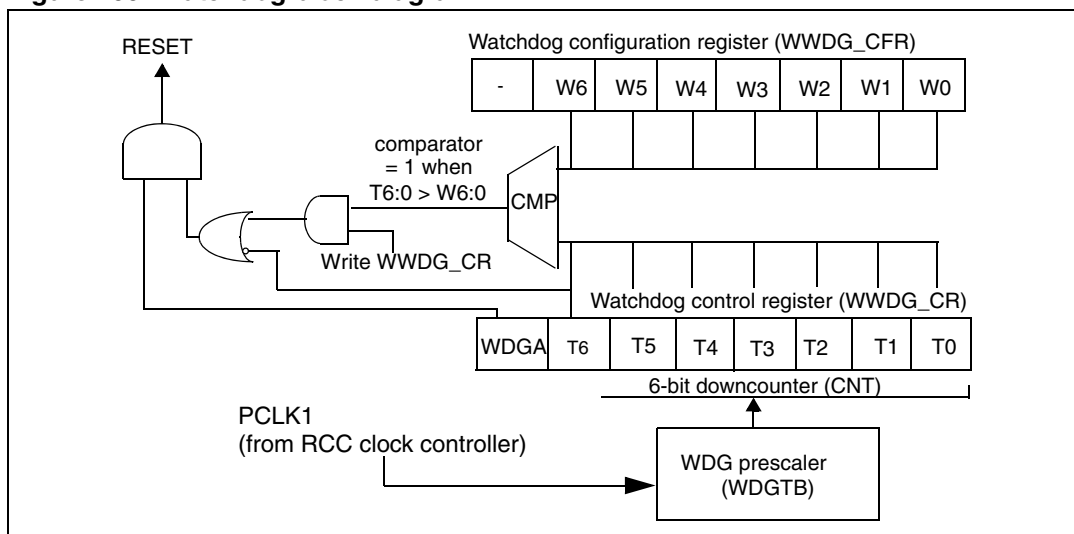 RESET
Watchdog configuration register (WWDG_CFR)
- W6 W5 W4 W3 W2 W1 W0
comparator
= 1 when
T6:0 > W6:0
CMP
Write WWDG_CR
Watchdog control register (WWDG_CR)
WDGA T6 T5 T4 T3 T2 T1 T0
6-bit downcounter (CNT)
PCLK1
(from RCC clock controller)
WDG prescaler
(WDGTB)